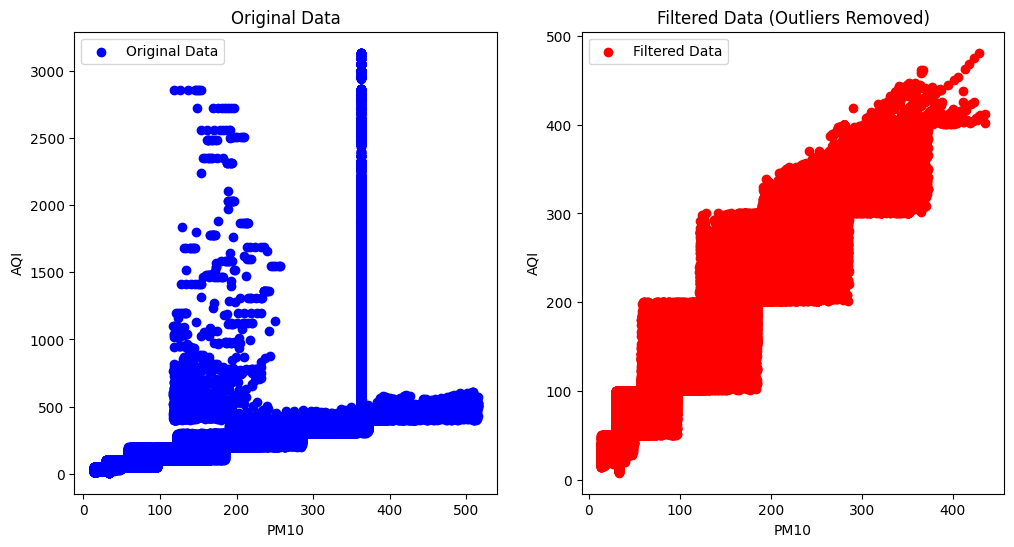 Original Data
Original Data
3000
2500
2000
1500
1000
500
0
AQI
0 100 200 300 400 500
PM10
Filtered Data (Outliers Removed)
Filtered Data
500
400
300
200
100
0
AQI
0 100 200 300 400
PM10